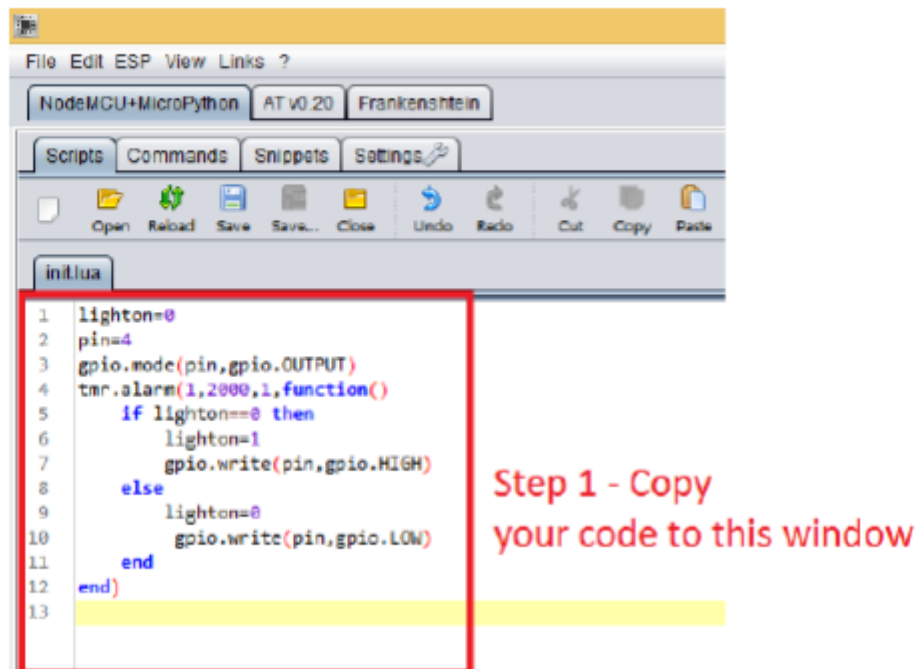 File Edit ESP View Links ?
NodeMCU+MicroPython AT v0.20 Frankenshtein
Scripts Commands Snippets Settings
Open Reload Save Save... Close Undo Redo Cut Copy Paste
init.lua
1 lighton=0
2 pin=4
3 gpio.mode(pin,gpio.OUTPUT)
4 tmr.alarm(1,2000,1,function()
5 if lighton==0 then
6 lighton=1
7 gpio.write(pin,gpio.HIGH)
8 else
9 lighton=0
10 gpio.write(pin,gpio.LOW)
11 end
12 end)
13
Step 1 - Copy
your code to this window